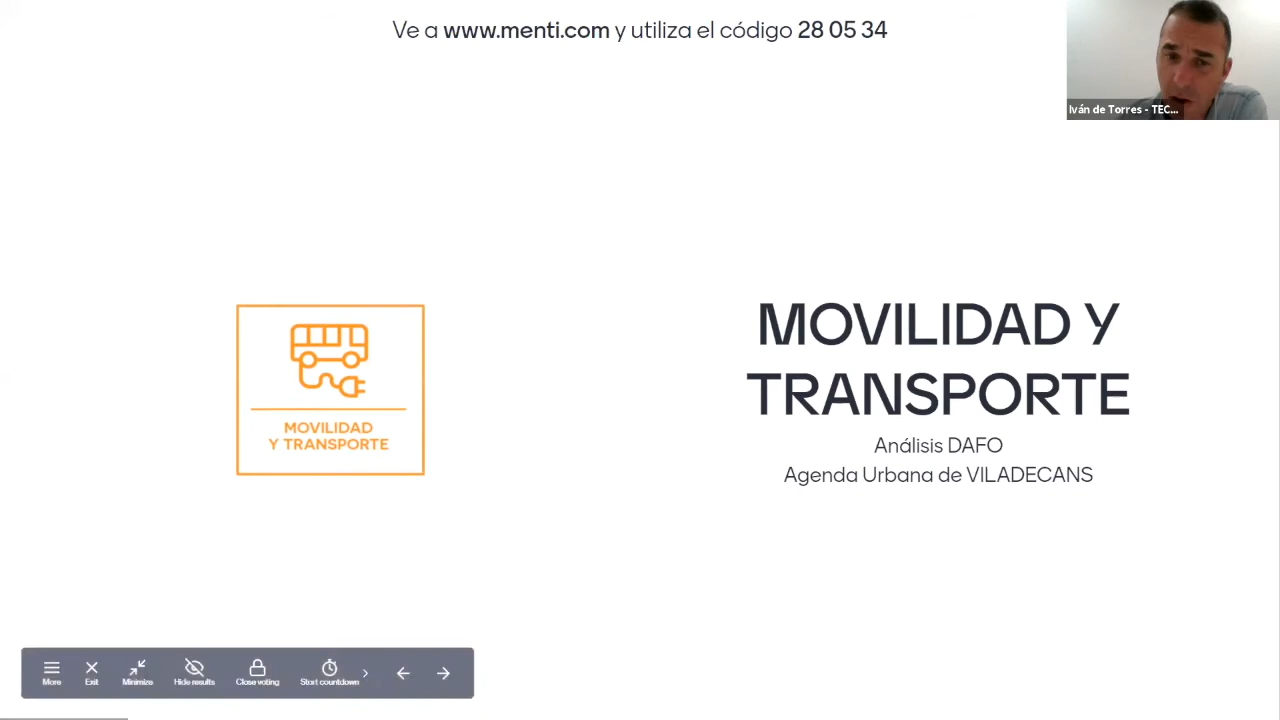 Ve a www.menti.com y utiliza el código 28 05 34
Iván de Torres - TEC...
MOVILIDAD
Y TRANSPORTE
MOVILIDAD Y
TRANSPORTE
Análisis DAFO
Agenda Urbana de VILADECANS
More Exit Minimize Hide results Close voting Start countdown